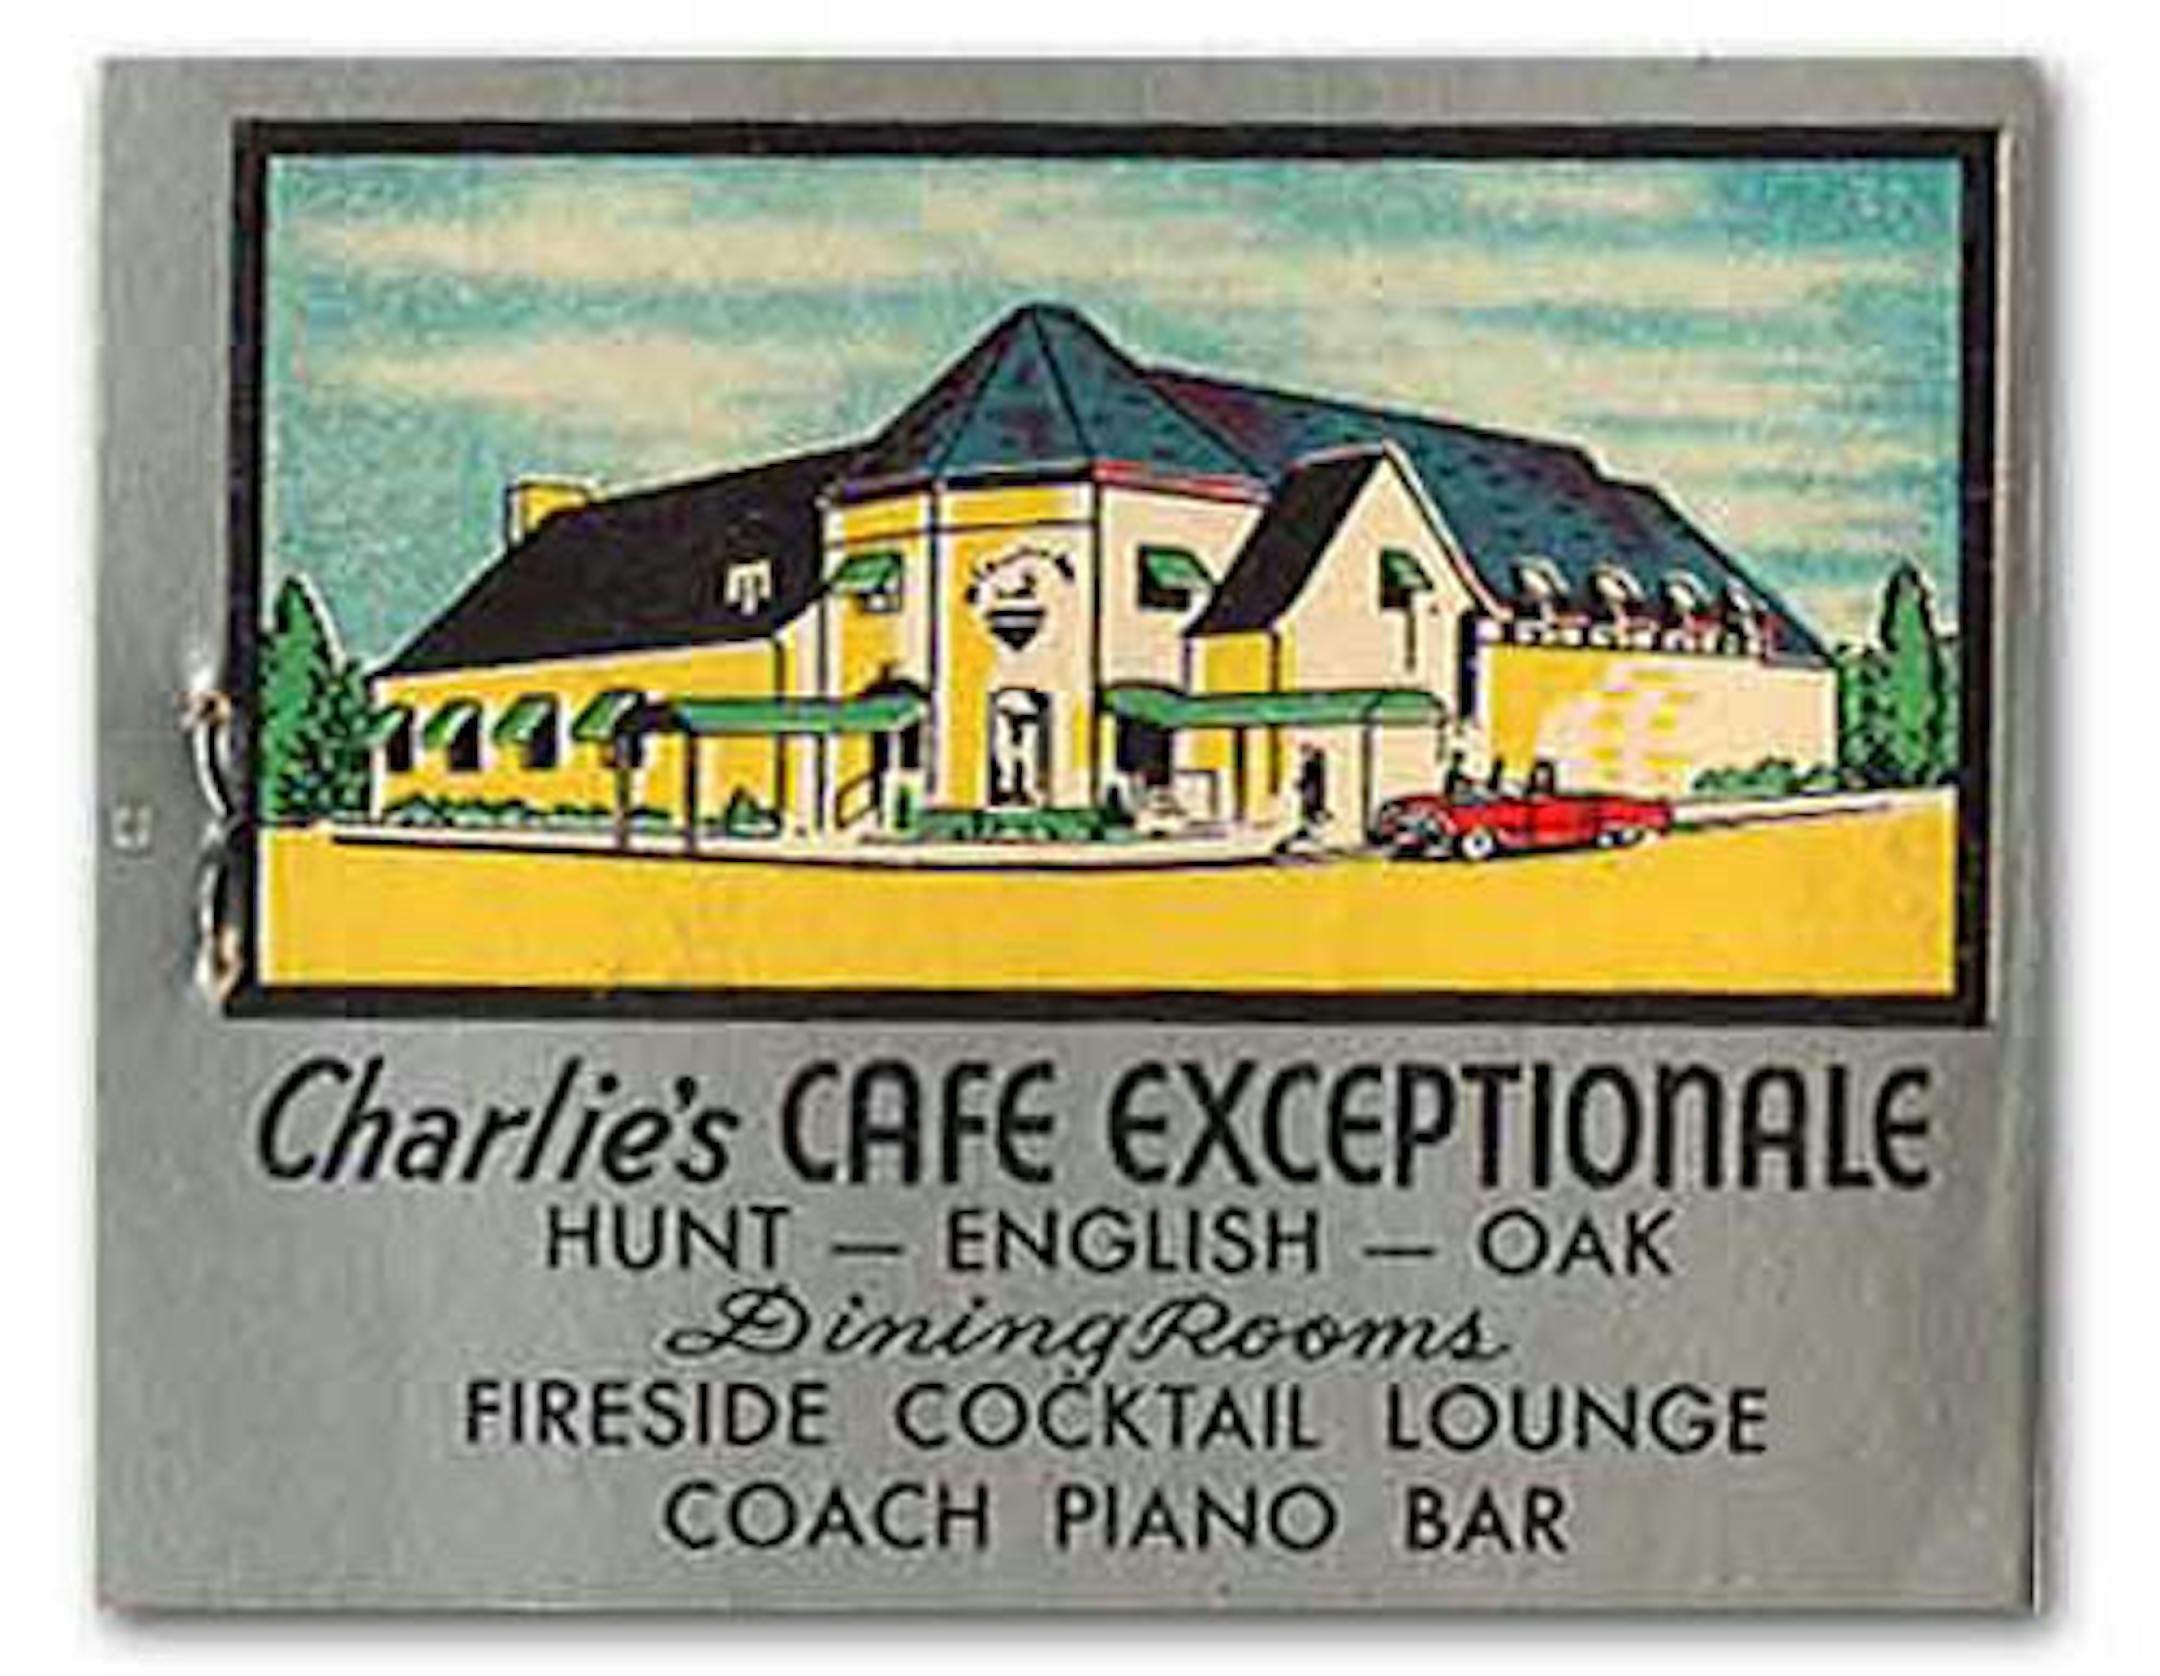 Charlie's CAFE EXCEPTIONALE
HUNT — ENGLISH — OAK
Dining Rooms
FIRESIDE COCKTAIL LOUNGE
COACH PIANO BAR